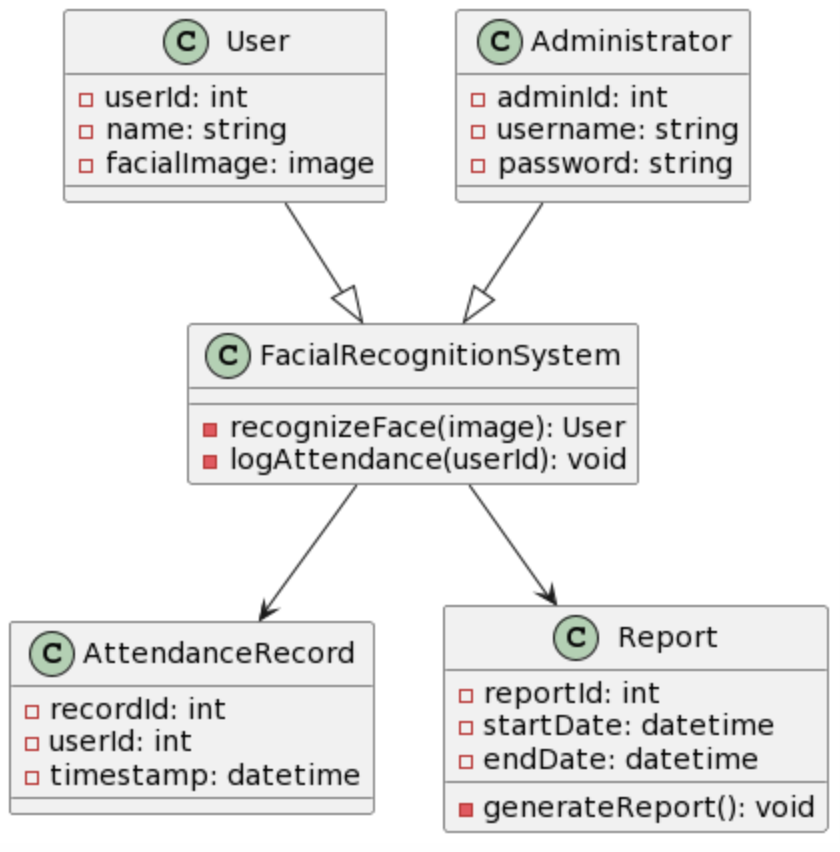 C User
userId: int
name: string
facialImage: image
C Administrator
adminId: int
username: string
password: string
C FacialRecognitionSystem
recognizeFace(image): User
logAttendance(userId): void
C AttendanceRecord
recordId: int
userId: int
timestamp: datetime
C Report
reportId: int
startDate: datetime
endDate: datetime
generateReport(): void